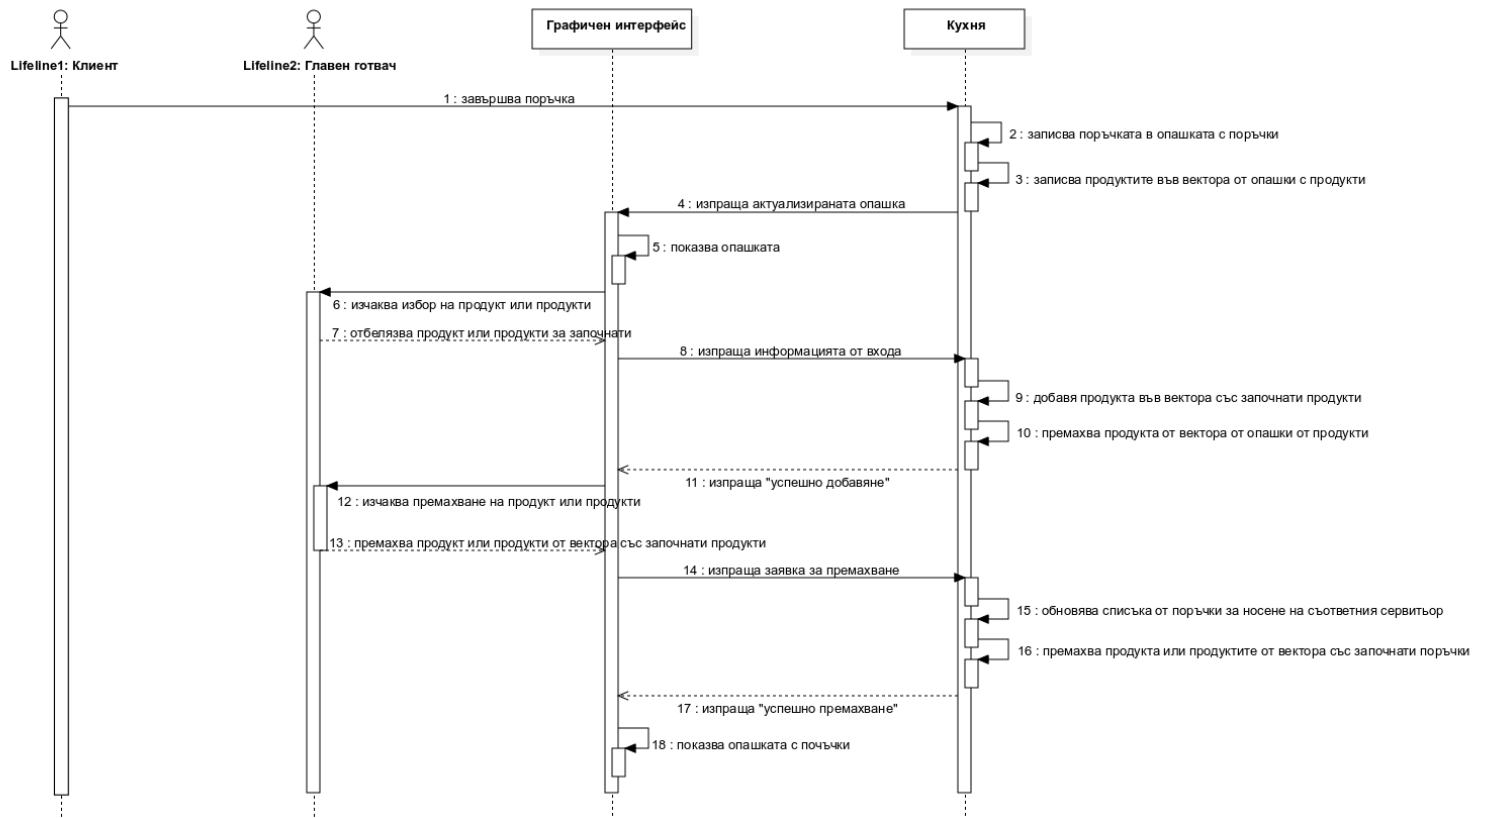 Lifeline1: Клиент
Lifeline2: Главен готвач
Графичен интерфейс
Кухня
1 : завършва поръчка
2 : записва поръчката в опашката с поръчки
3 : записва продуктите във вектора от опашки с продукти
4 : изпраща актуализираната опашка
5 : показва опашката
6 : изчаква избор на продукт или продукти
7 : отбелязва продукт или продукти за започнати
8 : изпраща информацията от входа
9 : добавя продукта във вектора със започнати продукти
10 : премахва продукта от вектора от опашки от продукти
11 : изпраща "успешно добавяне"
12 : изчаква премахване на продукт или продукти
13 : премахва продукт или продукти от вектора със започнати продукти
14 : изпраща заявка за премахване
15 : обновява списъка от поръчки за носене на съответния сервитьор
16 : премахва продукта или продуктите от вектора със започнати поръчки
17 : изпраща "успешно премахване"
18 : показва опашката с почъчки